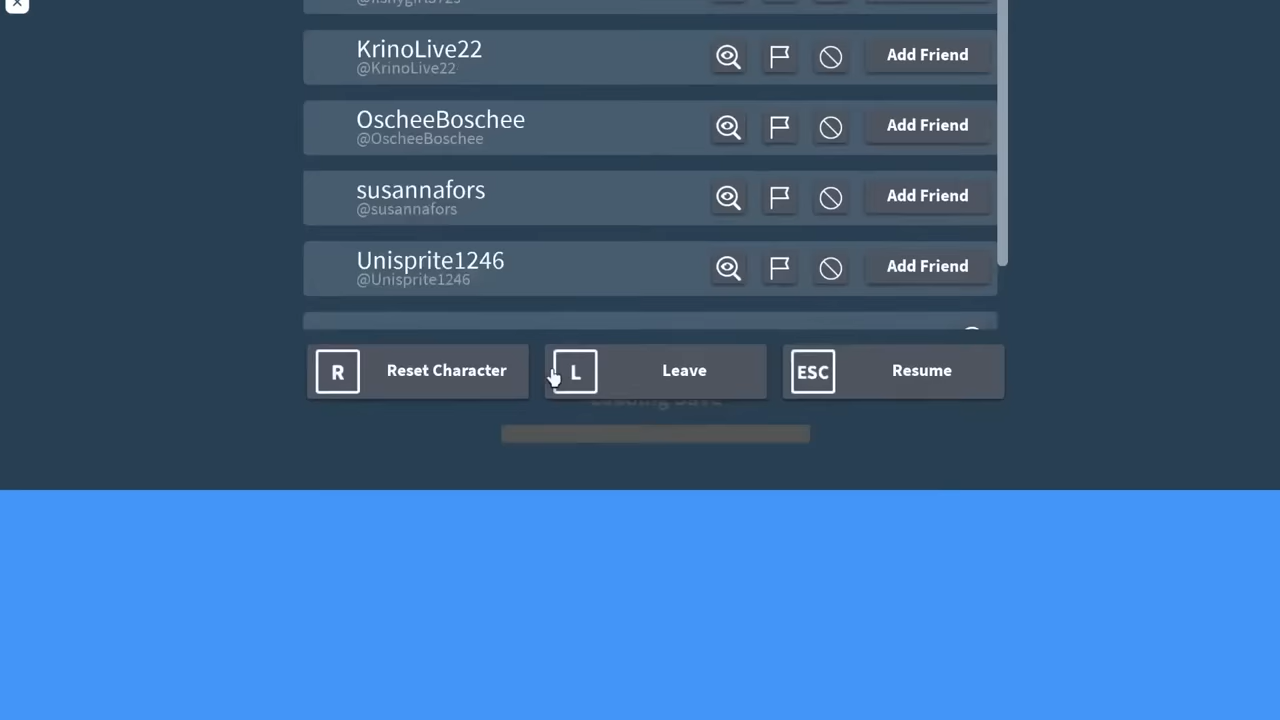 KrinoLive22
@KrinoLive22
Add Friend
OscheeBoschee
@OscheeBoschee
Add Friend
susannafors
@susannafors
Add Friend
Unisprite1246
@Unisprite1246
Add Friend
R Reset Character
L Leave
ESC Resume